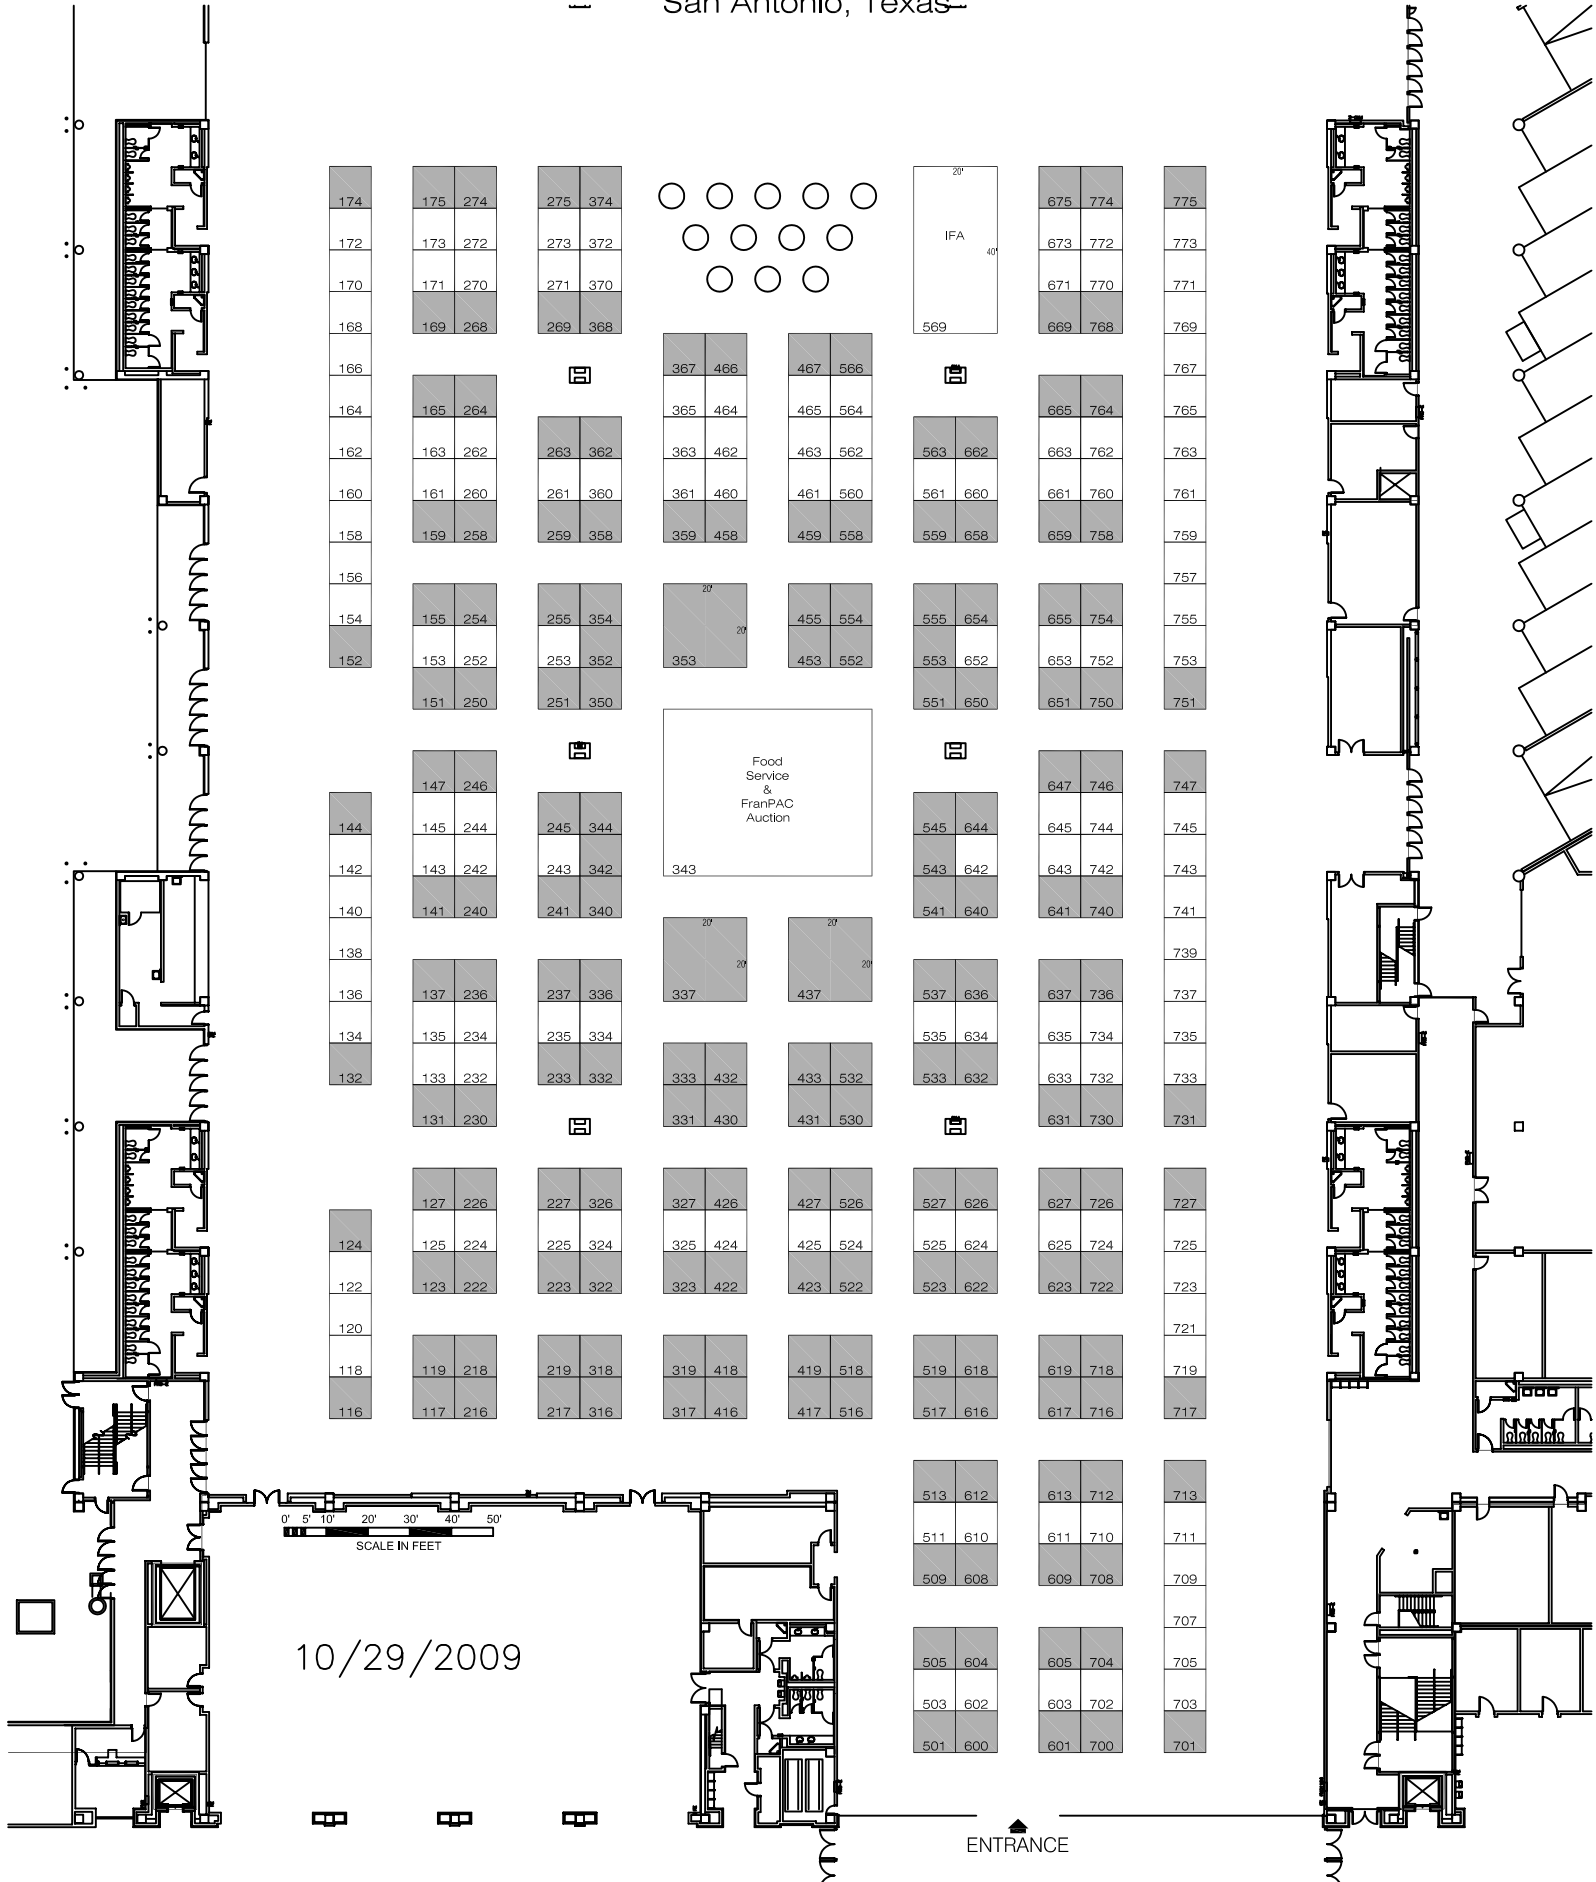 San Antonio, Texas
174 175 274 275 374 20' 675 774 775
172 173 272 273 372 IFA 40' 673 772 773
170 171 270 271 370 671 770 771
168 169 268 269 368 569 669 768 769
166 367 466 467 566 767
164 165 264 365 464 465 564 665 764 765
162 163 262 263 362 363 462 463 562 563 662 663 762 763
160 161 260 261 360 361 460 461 560 561 660 661 760 761
158 159 258 259 358 359 458 459 558 559 658 659 758 759
156 757
20'
154 155 254 255 354 20' 455 554 555 654 655 754 755
152 153 252 253 352 353 453 552 553 652 653 752 753
151 250 251 350 551 650 651 750 751
Food
Service
&
FranPAC
Auction
147 246 647 746 747
144 145 244 245 344 545 644 645 744 745
142 143 242 243 342 343 543 642 643 742 743
140 141 240 241 340 541 640 641 740 741
20' 20'
138 739
20' 20'
136 137 236 237 336 337 437 537 636 637 736 737
134 135 234 235 334 535 634 635 734 735
132 133 232 233 332 333 432 433 532 533 632 633 732 733
131 230 331 430 431 530 631 730 731
127 226 227 326 327 426 427 526 527 626 627 726 727
124 125 224 225 324 325 424 425 524 525 624 625 724 725
122 123 222 223 322 323 422 423 522 523 622 623 722 723
120 721
118 119 218 219 318 319 418 419 518 519 618 619 718 719
116 117 216 217 316 317 416 417 516 517 616 617 716 717
513 612 613 712 713
0' 5' 10' 20' 30' 40' 50'
SCALE IN FEET
511 610 611 710 711
509 608 609 708 709
707
10/29/2009
505 604 605 704 705
503 602 603 702 703
501 600 601 700 701
ENTRANCE